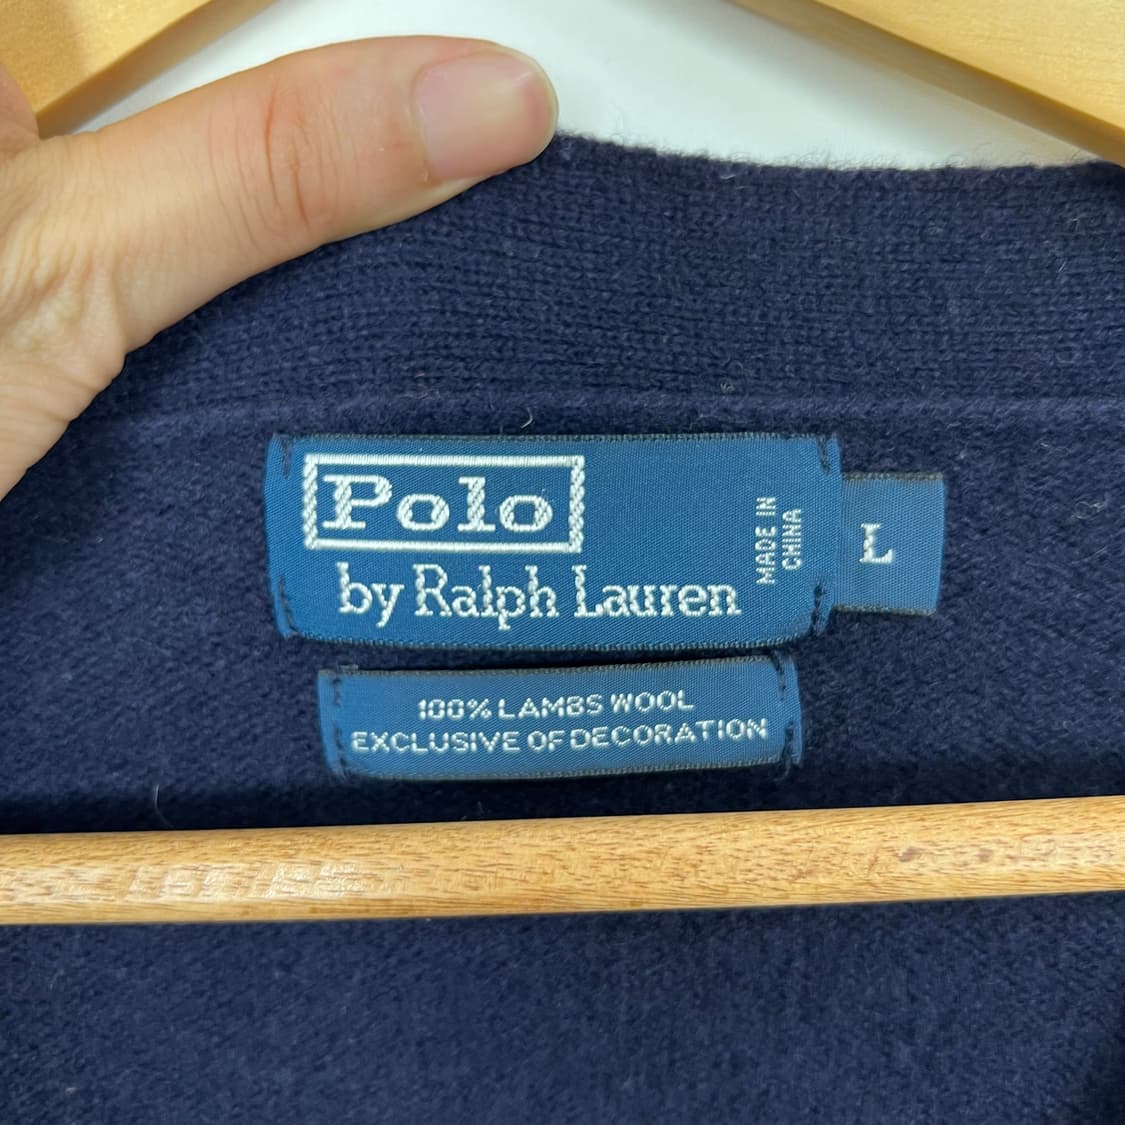 Polo
by Ralph Lauren
MADE IN
CHINA
L
100% LAMBS WOOL
EXCLUSIVE OF DECORATION